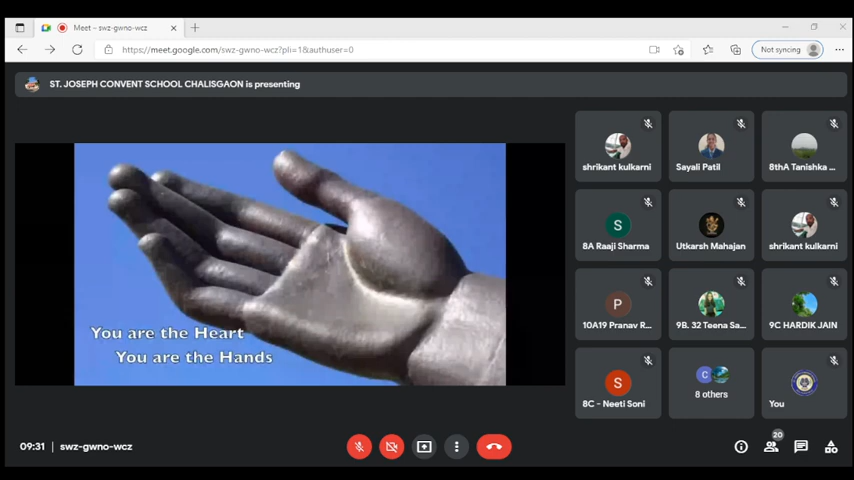 Meet – swz-gwno-wcz
https://meet.google.com/swz-gwno-wcz?pli=1&authuser=0
Not syncing
ST. JOSEPH CONVENT SCHOOL CHALISGAON is presenting
You are the Heart
You are the Hands
shrikant kulkarni
Sayali Patil
8thA Tanishka ...
S
8A Raaji Sharma
Utkarsh Mahajan
shrikant kulkarni
P
10A19 Pranav R...
9B. 32 Teena Sa...
9C HARDIK JAIN
S
8C - Neeti Soni
C
8 others
You
09:31 | swz-gwno-wcz
20